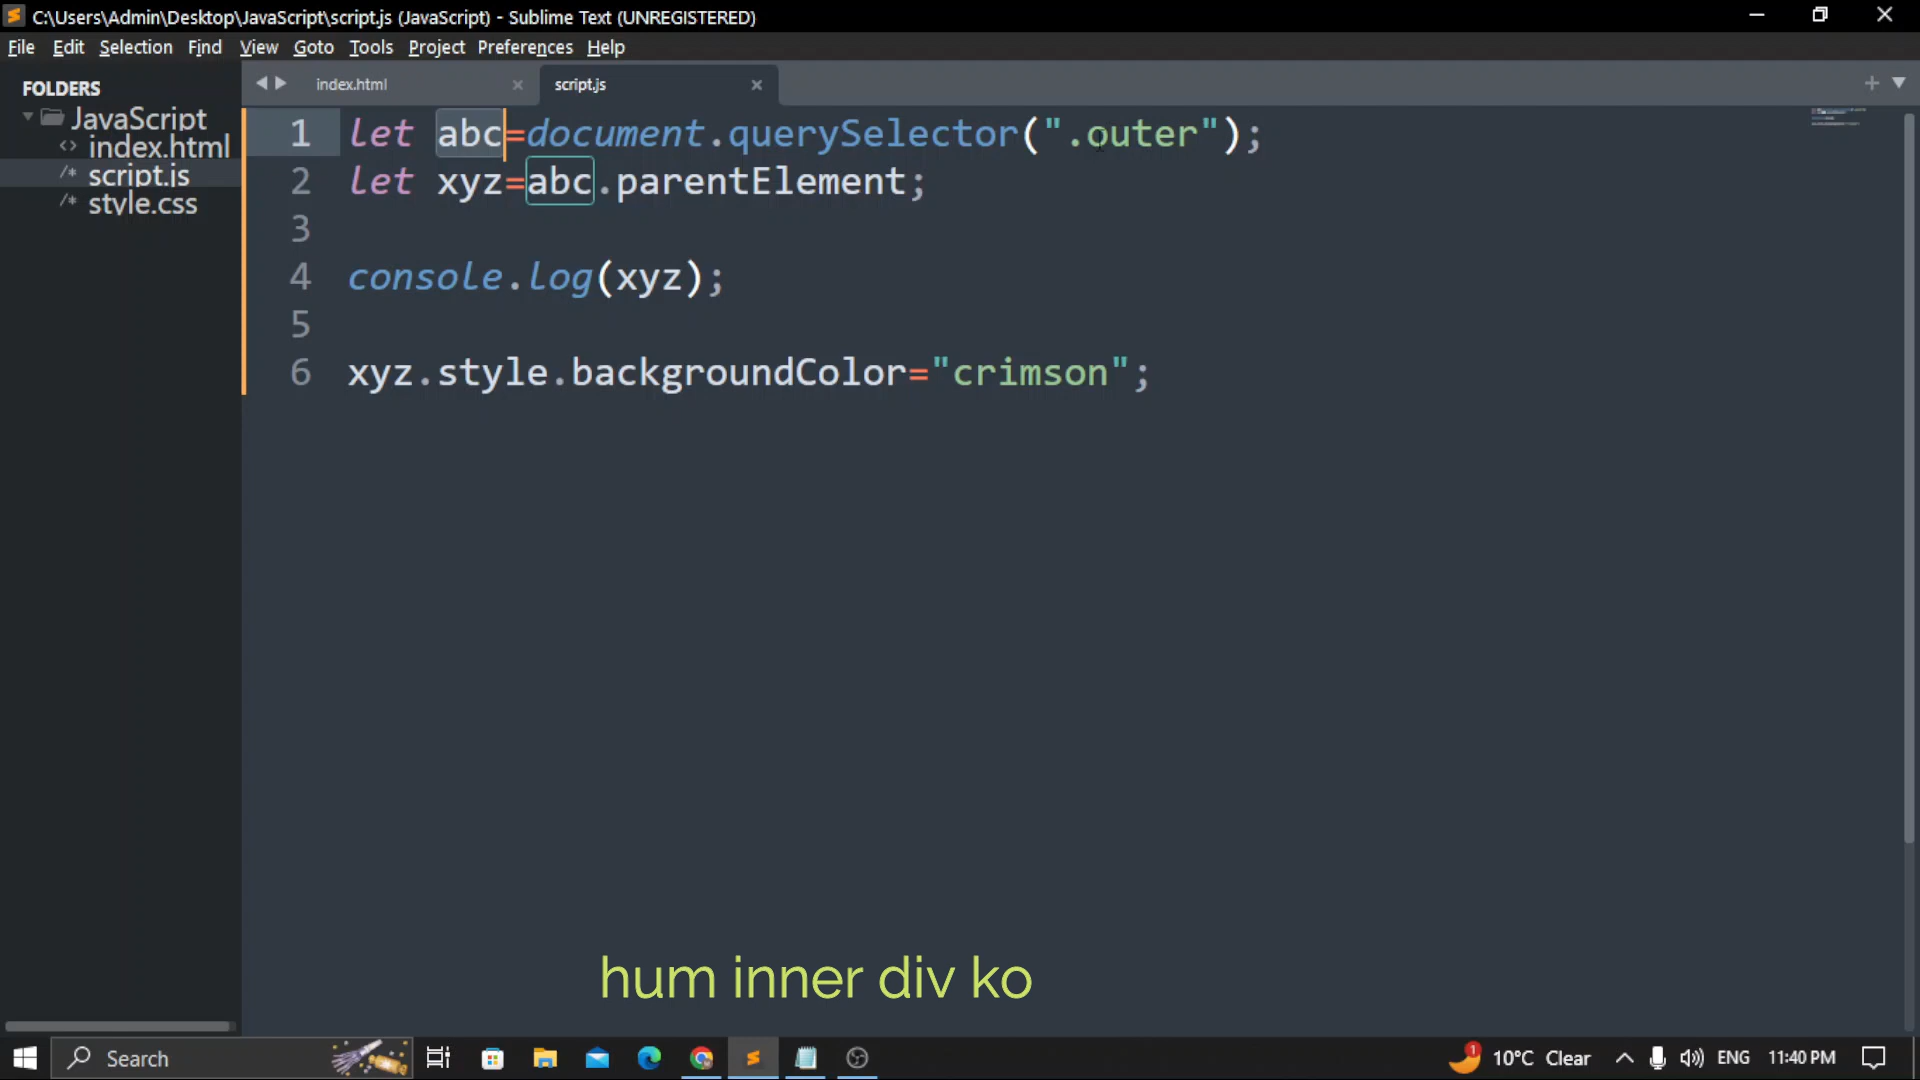 C:\Users\Admin\Desktop\JavaScript\script.js (JavaScript) - Sublime Text (UNREGISTERED)
File Edit Selection Find View Goto Tools Project Preferences Help
FOLDERS
JavaScript
<> index.html
/* script.js
/* style.css
index.html
script.js
1 let abc=document.querySelector(".outer");
2 let xyz=abc.parentElement;
3
4 console.log(xyz);
5
6 xyz.style.backgroundColor="crimson";
hum inner div ko
Search
1
10°C Clear
ENG
11:40 PM